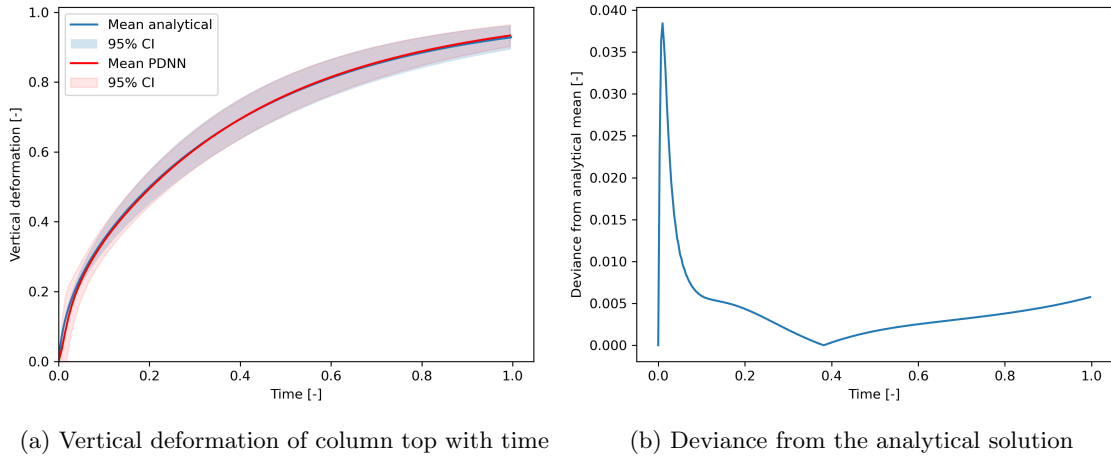 Mean analytical
95% CI
Mean PDNN
95% CI
Vertical deformation [-]
1.0
0.8
0.6
0.4
0.2
0.0
0.0 0.2 0.4 0.6 0.8 1.0
Time [-]
(a) Vertical deformation of column top with time
Deviance from analytical mean [-]
0.040
0.035
0.030
0.025
0.020
0.015
0.010
0.005
0.000
0.0 0.2 0.4 0.6 0.8 1.0
Time [-]
(b) Deviance from the analytical solution